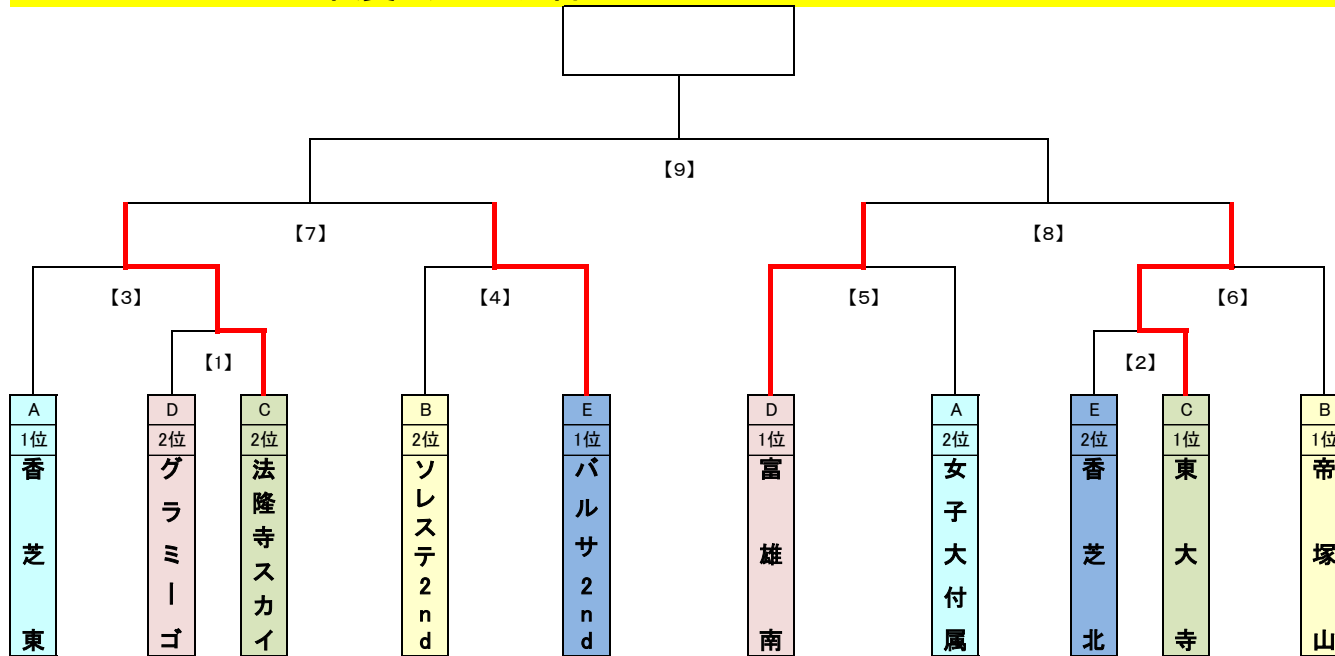 【9】
【7】
【8】
【3】
【4】
【5】
【6】
【1】
【2】
A
1位
香芝東
D
2位
グラミーゴ
C
2位
法隆寺スカイ
B
2位
ソレステ2nd
E
1位
バルサ2nd
D
1位
富雄南
A
2位
女子大付属
E
2位
香芝北
C
1位
東大寺
B
1位
帝塚山